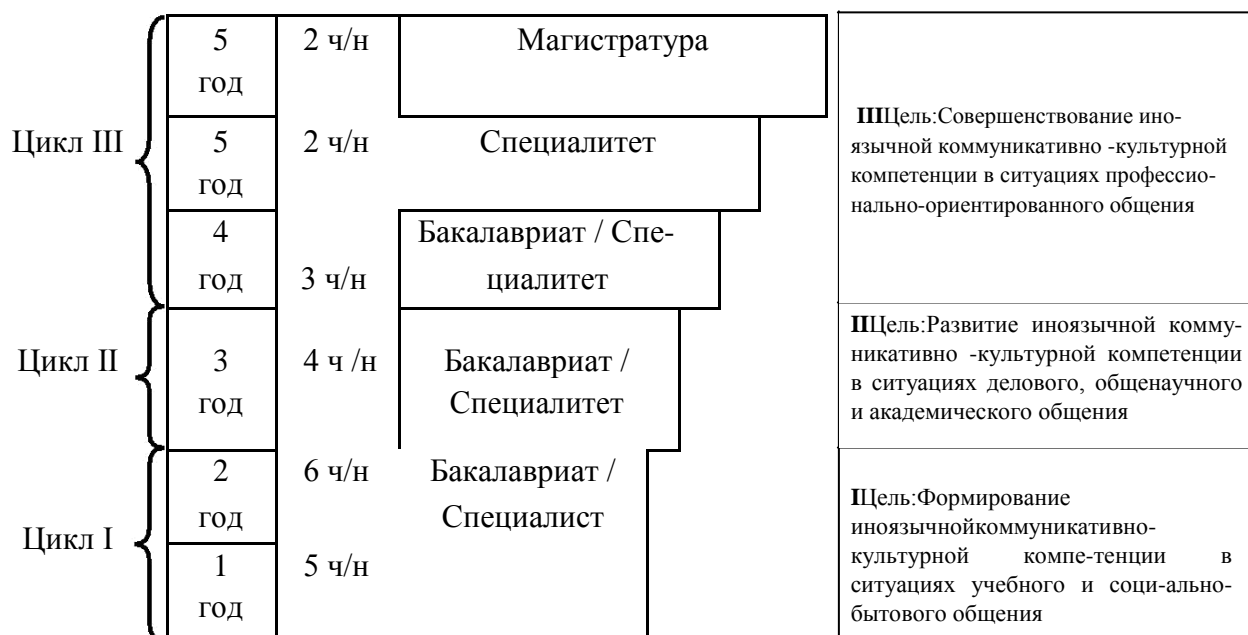 5 год
2 ч/н
Магистратура
Цикл III
5 год
2 ч/н
Специалитет
4 год
3 ч/н
Бакалавриат / Спе-
циалитет
IIIЦель:Совершенствование ино-
язычной коммуникативно -культурной
компетенции в ситуациях професcио-
нально-ориентированного общения
Цикл II
3 год
4 ч /н
Бакалавриат /
Специалитет
IIЦель:Развитие иноязычной комму-
никативно -культурной компетенции
в ситуациях делового, общенаучного
и академического общения
Цикл I
2 год
6 ч/н
Бакалавриат /
Специалист
1 год
5 ч/н
IЦель:Формирование
иноязычнойкоммуникативно-
культурной компе-тенции в
ситуациях учебного и соци-ально-
бытового общения